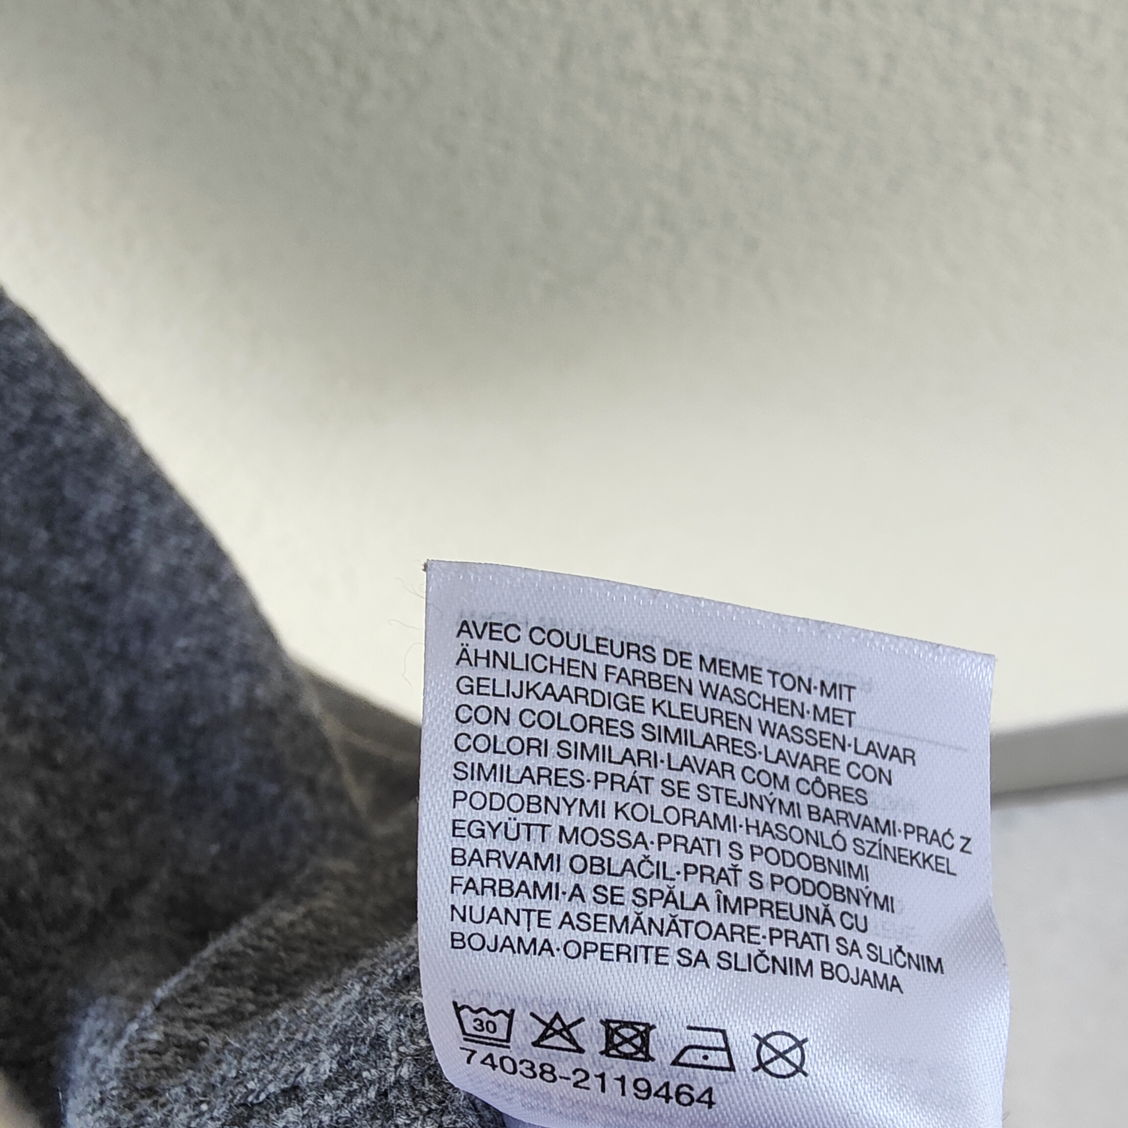 AVEC COULEURS DE MEME TON·MIT
ÄHNLICHEN FARBEN WASCHEN·MET
GELIJKAARDIGE KLEUREN WASSEN·LAVAR
CON COLORES SIMILARES·LAVARE CON
COLORI SIMILARI·LAVAR COM CÔRES
SIMILARES·PRÁT SE STEJNÝMI BARVAMI·PRAĆ Z
PODOBNYMI KOLORAMI·HASONLÓ SZÍNEKKEL
EGYÜTT MOSSA·PRATI S PODOBNIMI
BARVAMI OBLAČIL·PRAŤ S PODOBNÝMI
FARBAMI·A SE SPĂLA ÎMPREUNĂ CU
NUANȚE ASEMĂNĂTOARE·PRATI SA SLIČNIM
BOJAMA·OPERITE SA SLIČNIM BOJAMA
30
74038-2119464